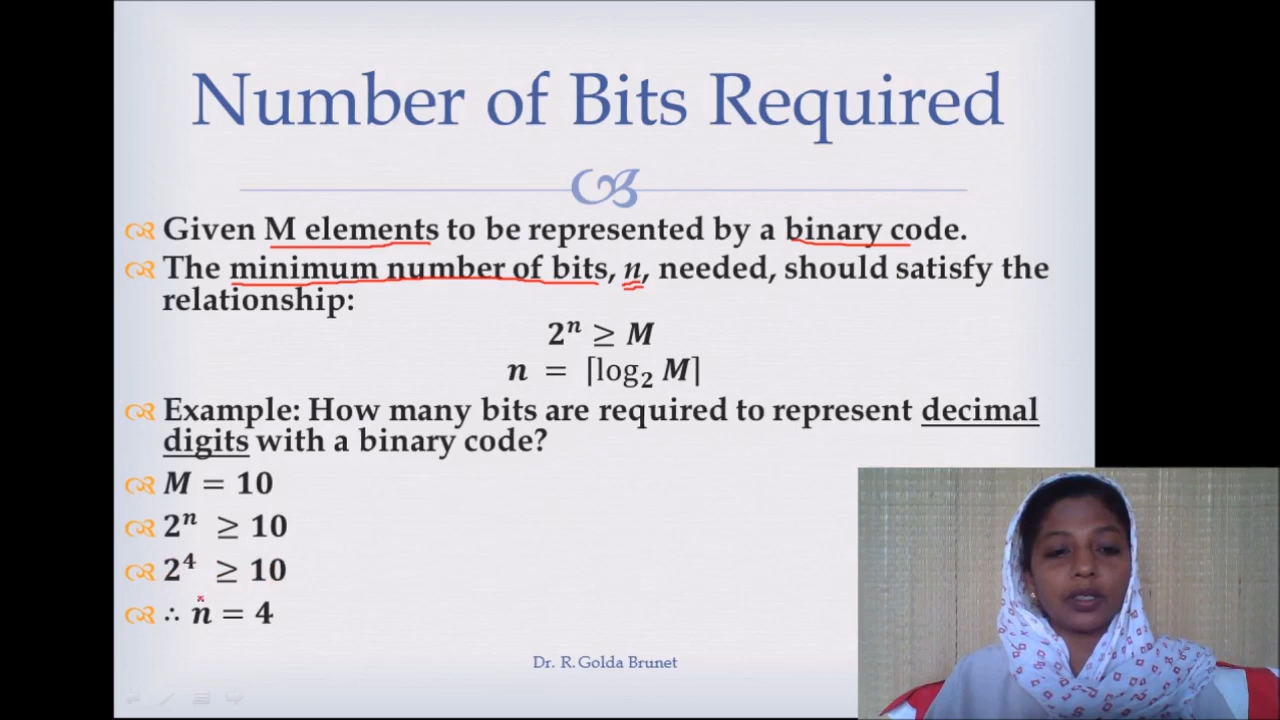 Number of Bits Required
Given M elements to be represented by a binary code.
The minimum number of bits, n, needed, should satisfy the
relationship:
2ⁿ ≥ M
n = ⌈log₂ M⌉
Example: How many bits are required to represent decimal
digits with a binary code?
M = 10
2ⁿ ≥ 10
2⁴ ≥ 10
∴ n = 4
Dr. R. Golda Brunet